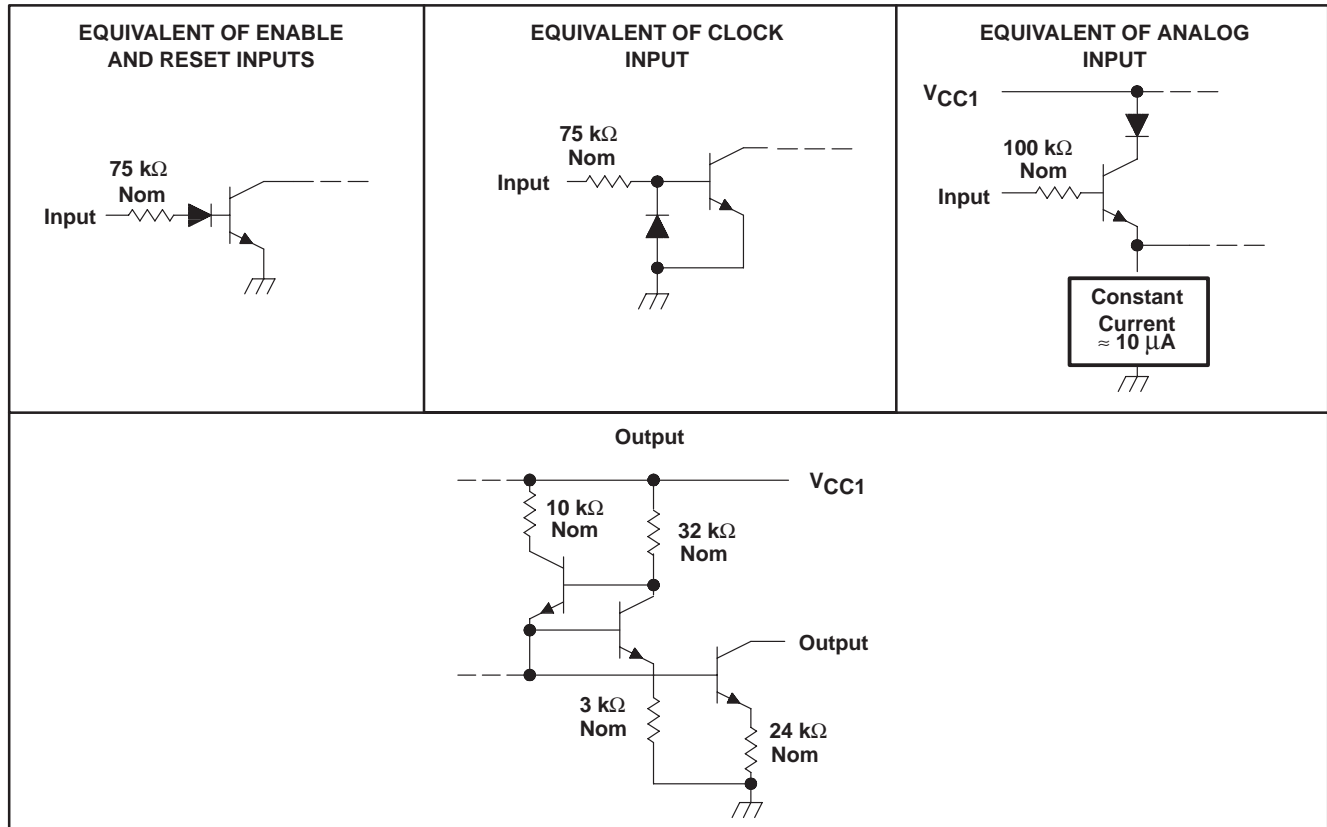 EQUIVALENT OF ENABLE
AND RESET INPUTS
75 kΩ
Nom
Input
EQUIVALENT OF CLOCK
INPUT
75 kΩ
Nom
Input
EQUIVALENT OF ANALOG
INPUT
VCC1
100 kΩ
Nom
Input
Constant
Current
≈ 10 μA
Output
VCC1
10 kΩ
Nom
32 kΩ
Nom
Output
3 kΩ
Nom
24 kΩ
Nom